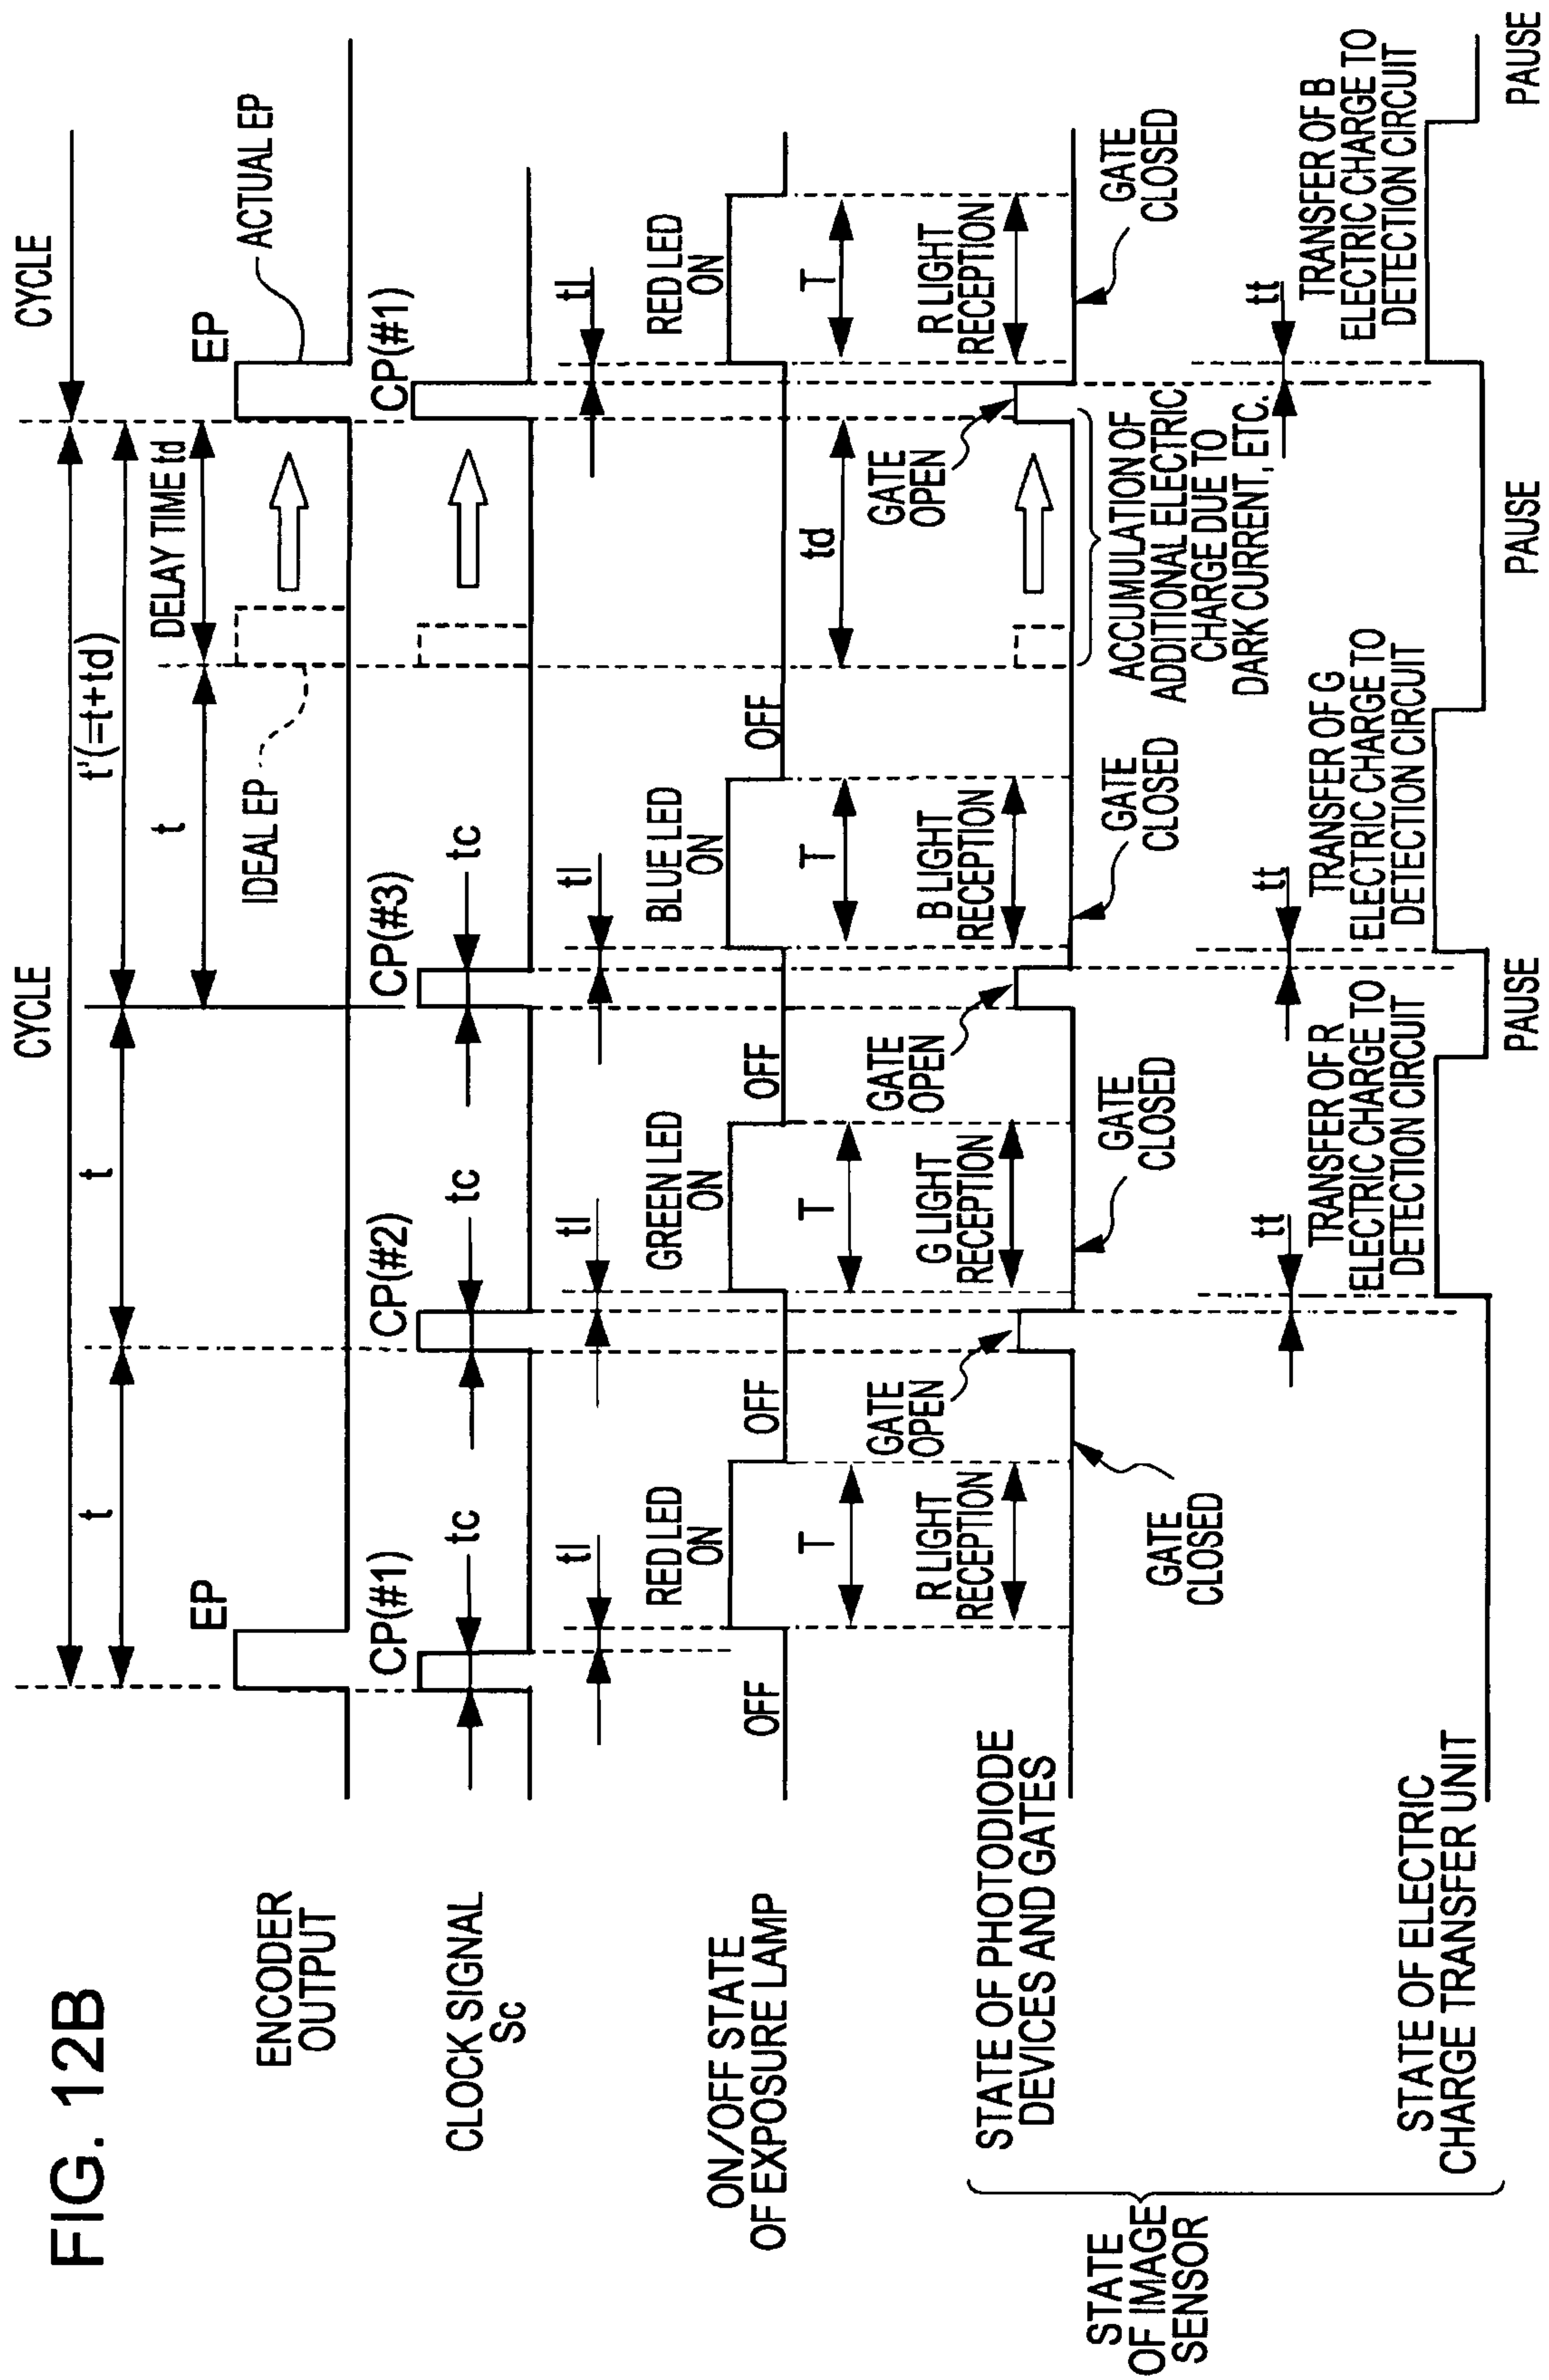 FIG. 12B
CYCLE
CYCLE
t
t
t'(=t+td)
t
DELAY TIME td
ENCODER
OUTPUT
EP
IDEAL EP
EP
ACTUAL EP
CLOCK SIGNAL
Sc
CP(#1)
tc
CP(#2)
tc
CP(#3)
tc
CP(#1)
tl
tl
tl
tl
ON/OFF STATE
OF EXPOSURE LAMP
OFF
RED LED
ON
OFF
GREEN LED
ON
OFF
BLUE LED
ON
OFF
RED LED
ON
T
T
T
td
T
STATE
OF IMAGE
SENSOR
STATE OF PHOTODIODE
DEVICES AND GATES
R LIGHT
RECEPTION
GATE
CLOSED
GATE
OPEN
G LIGHT
RECEPTION
GATE
CLOSED
GATE
OPEN
B LIGHT
RECEPTION
GATE
CLOSED
GATE
OPEN
ACCUMULATION OF
ADDITIONAL ELECTRIC
CHARGE DUE TO
DARK CURRENT, ETC.
R LIGHT
RECEPTION
GATE
CLOSED
STATE OF ELECTRIC
CHARGE TRANSFER UNIT
tt
TRANSFER OF R
ELECTRIC CHARGE TO
DETECTION CIRCUIT
PAUSE
tt
TRANSFER OF G
ELECTRIC CHARGE TO
DETECTION CIRCUIT
PAUSE
tt
TRANSFER OF B
ELECTRIC CHARGE TO
DETECTION CIRCUIT
PAUSE